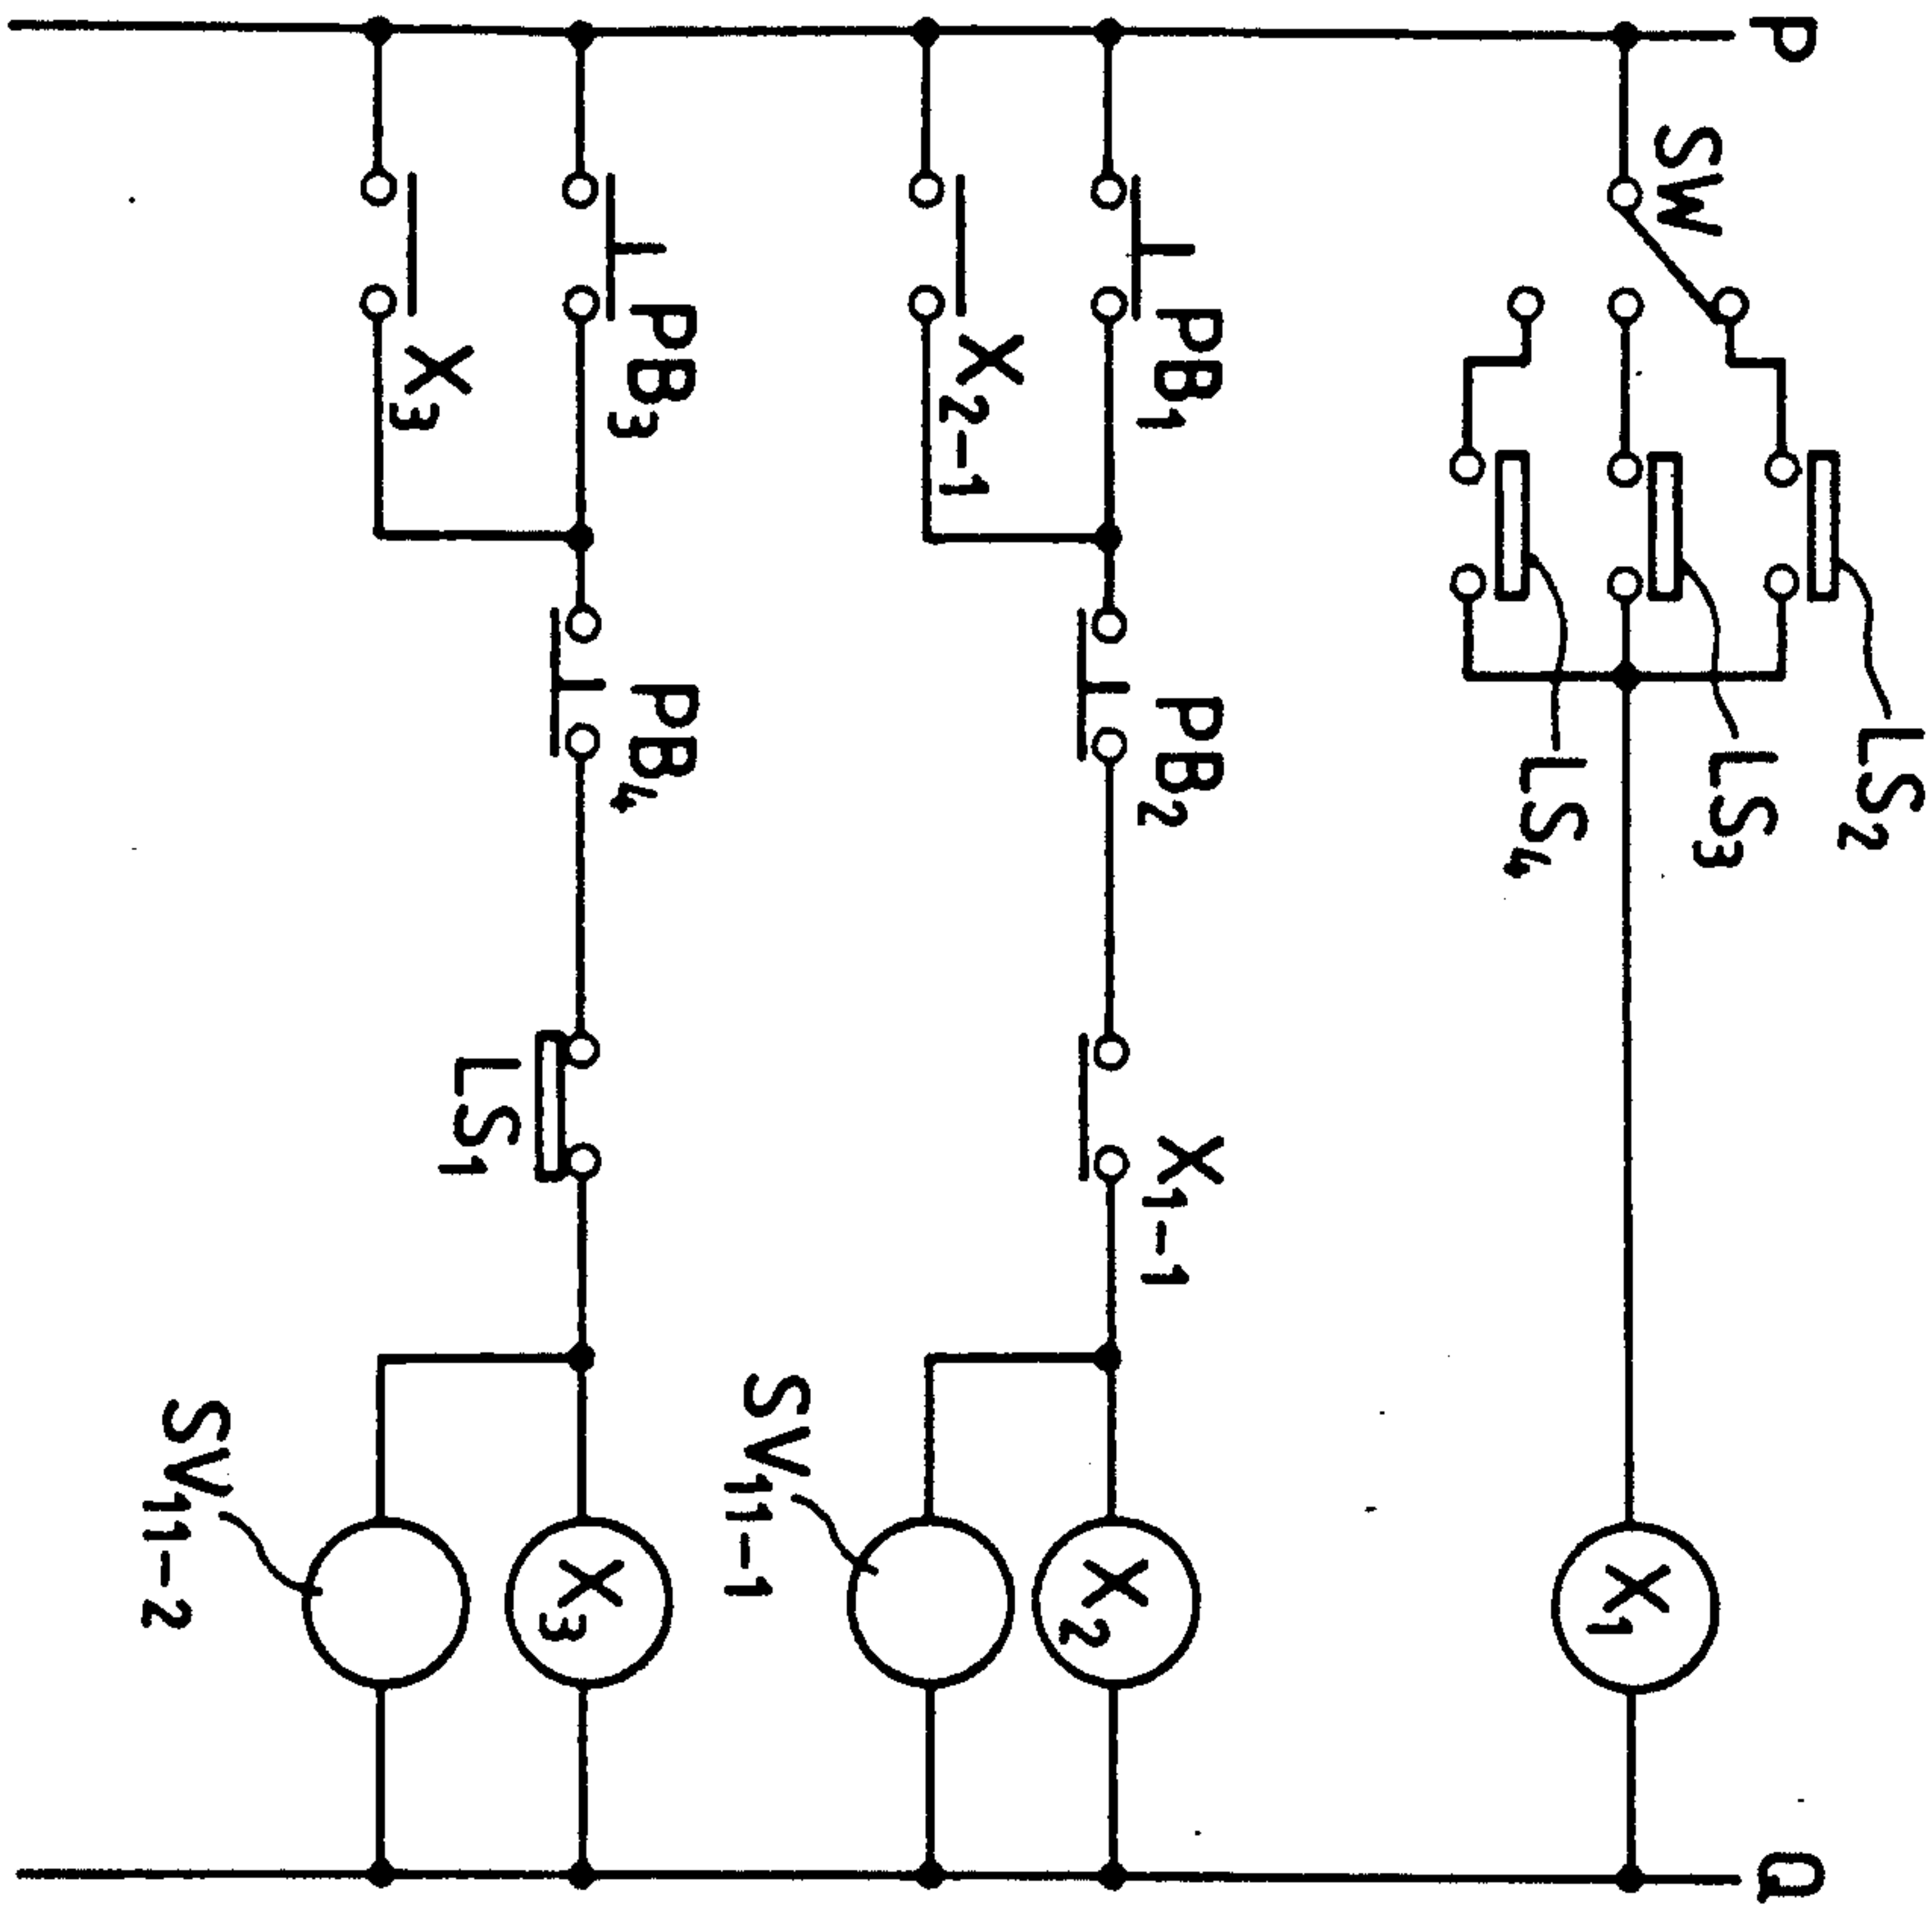 P
Q
SW
LS2
LS3
LS4
X1
PB1
PB2
X1-1
X2
X2-1
SV11-1
PB3
PB4
X3
X3
LS1
SV11-2